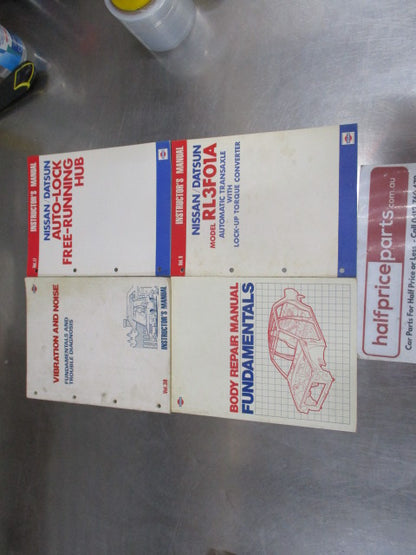 INSTRUCTOR'S MANUAL
NISSAN/DATSUN
AUTO-LOCK
FREE-RUNNING
HUB
INSTRUCTOR'S MANUAL
NISSAN/DATSUN
MODEL RL3F01A
AUTOMATIC TRANSAXLE
WITH
LOCK-UP TORQUE CONVERTER
VIBRATION AND NOISE
FUNDAMENTALS AND
TROUBLE DIAGNOSIS
INSTRUCTOR'S MANUAL
Vol.38
BODY REPAIR MANUAL
FUNDAMENTALS
halfpriceparts.com.au
Car Parts For Half Price or Less